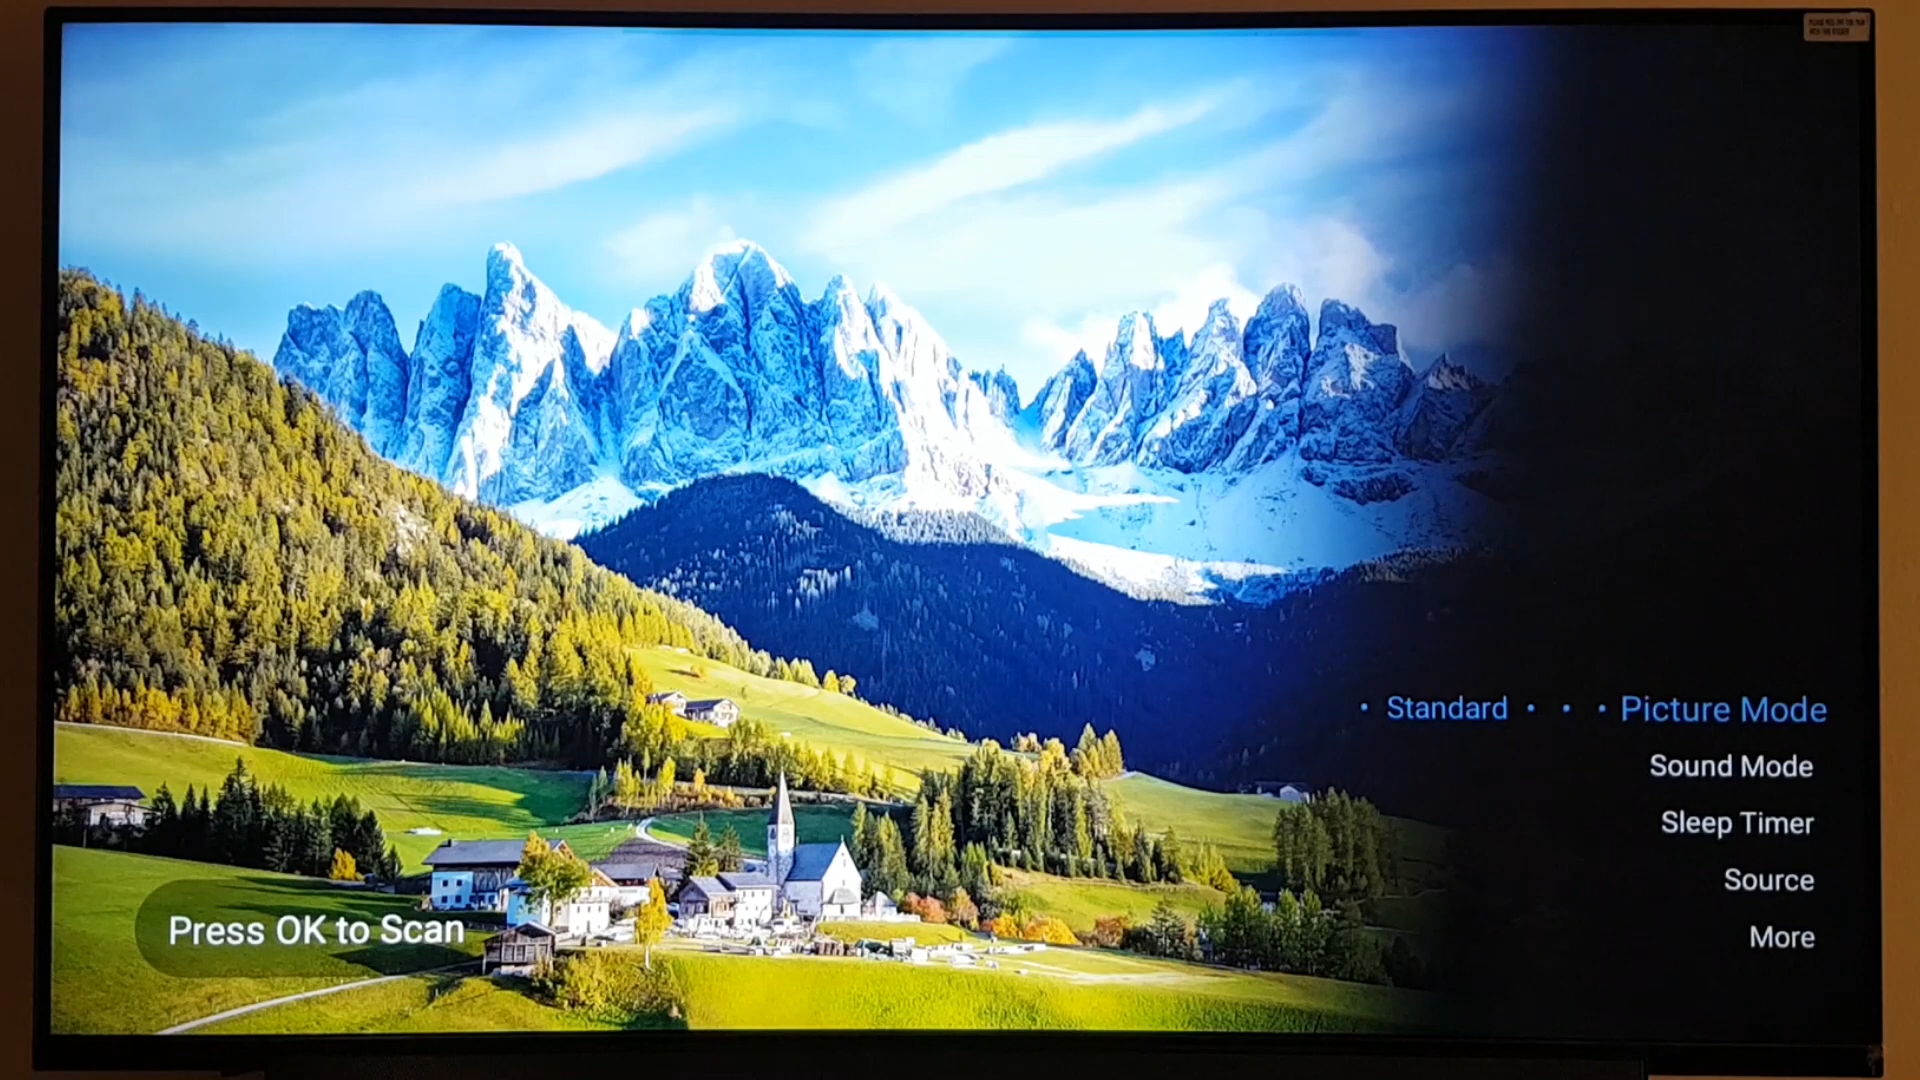 • Standard • • • Picture Mode
Sound Mode
Sleep Timer
Source
More
Press OK to Scan